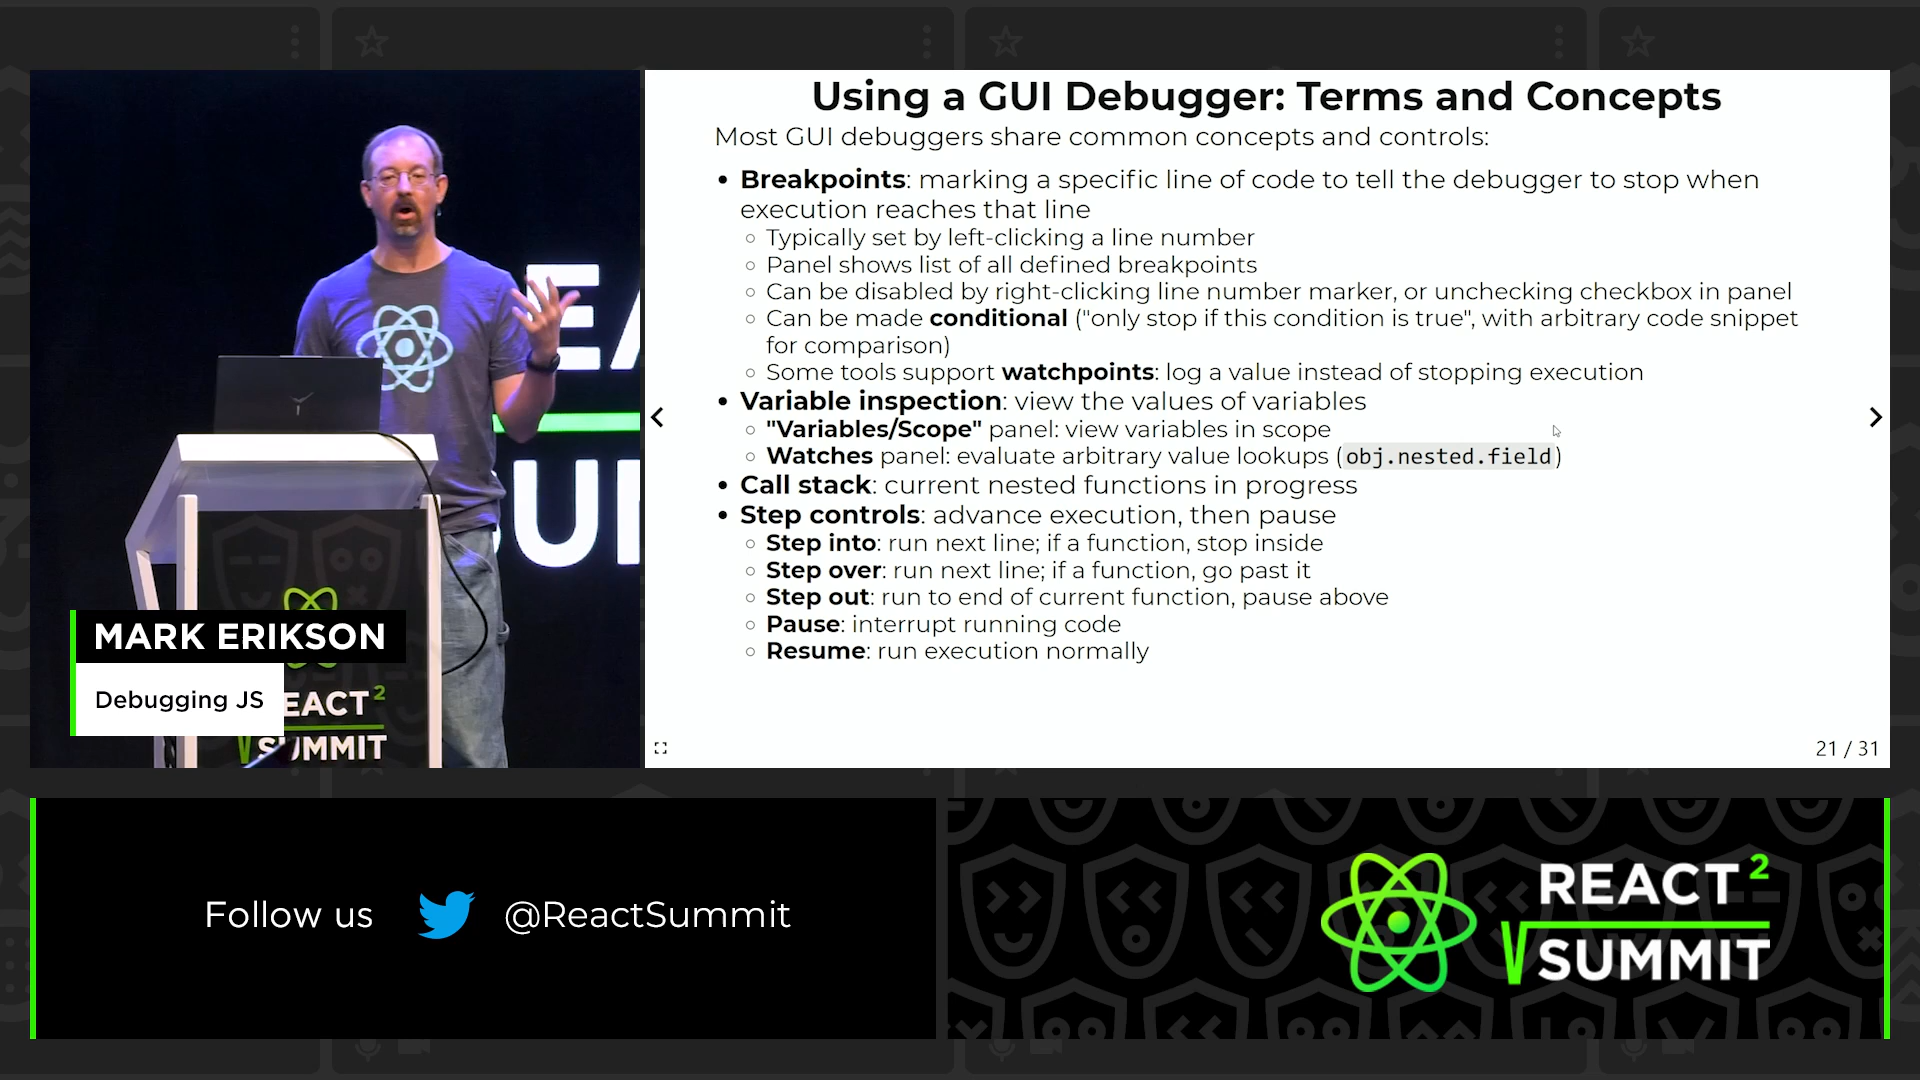 Using a GUI Debugger: Terms and Concepts
Most GUI debuggers share common concepts and controls:
• Breakpoints: marking a specific line of code to tell the debugger to stop when
execution reaches that line
◦ Typically set by left-clicking a line number
◦ Panel shows list of all defined breakpoints
◦ Can be disabled by right-clicking line number marker, or unchecking checkbox in panel
◦ Can be made conditional ("only stop if this condition is true", with arbitrary code snippet
for comparison)
◦ Some tools support watchpoints: log a value instead of stopping execution
• Variable inspection: view the values of variables
◦ "Variables/Scope" panel: view variables in scope
◦ Watches panel: evaluate arbitrary value lookups (obj.nested.field)
• Call stack: current nested functions in progress
• Step controls: advance execution, then pause
◦ Step into: run next line; if a function, stop inside
◦ Step over: run next line; if a function, go past it
◦ Step out: run to end of current function, pause above
◦ Pause: interrupt running code
◦ Resume: run execution normally
21 / 31
MARK ERIKSON
Debugging JS
EACT 2
SUMMIT
Follow us @ReactSummit
REACT 2
SUMMIT